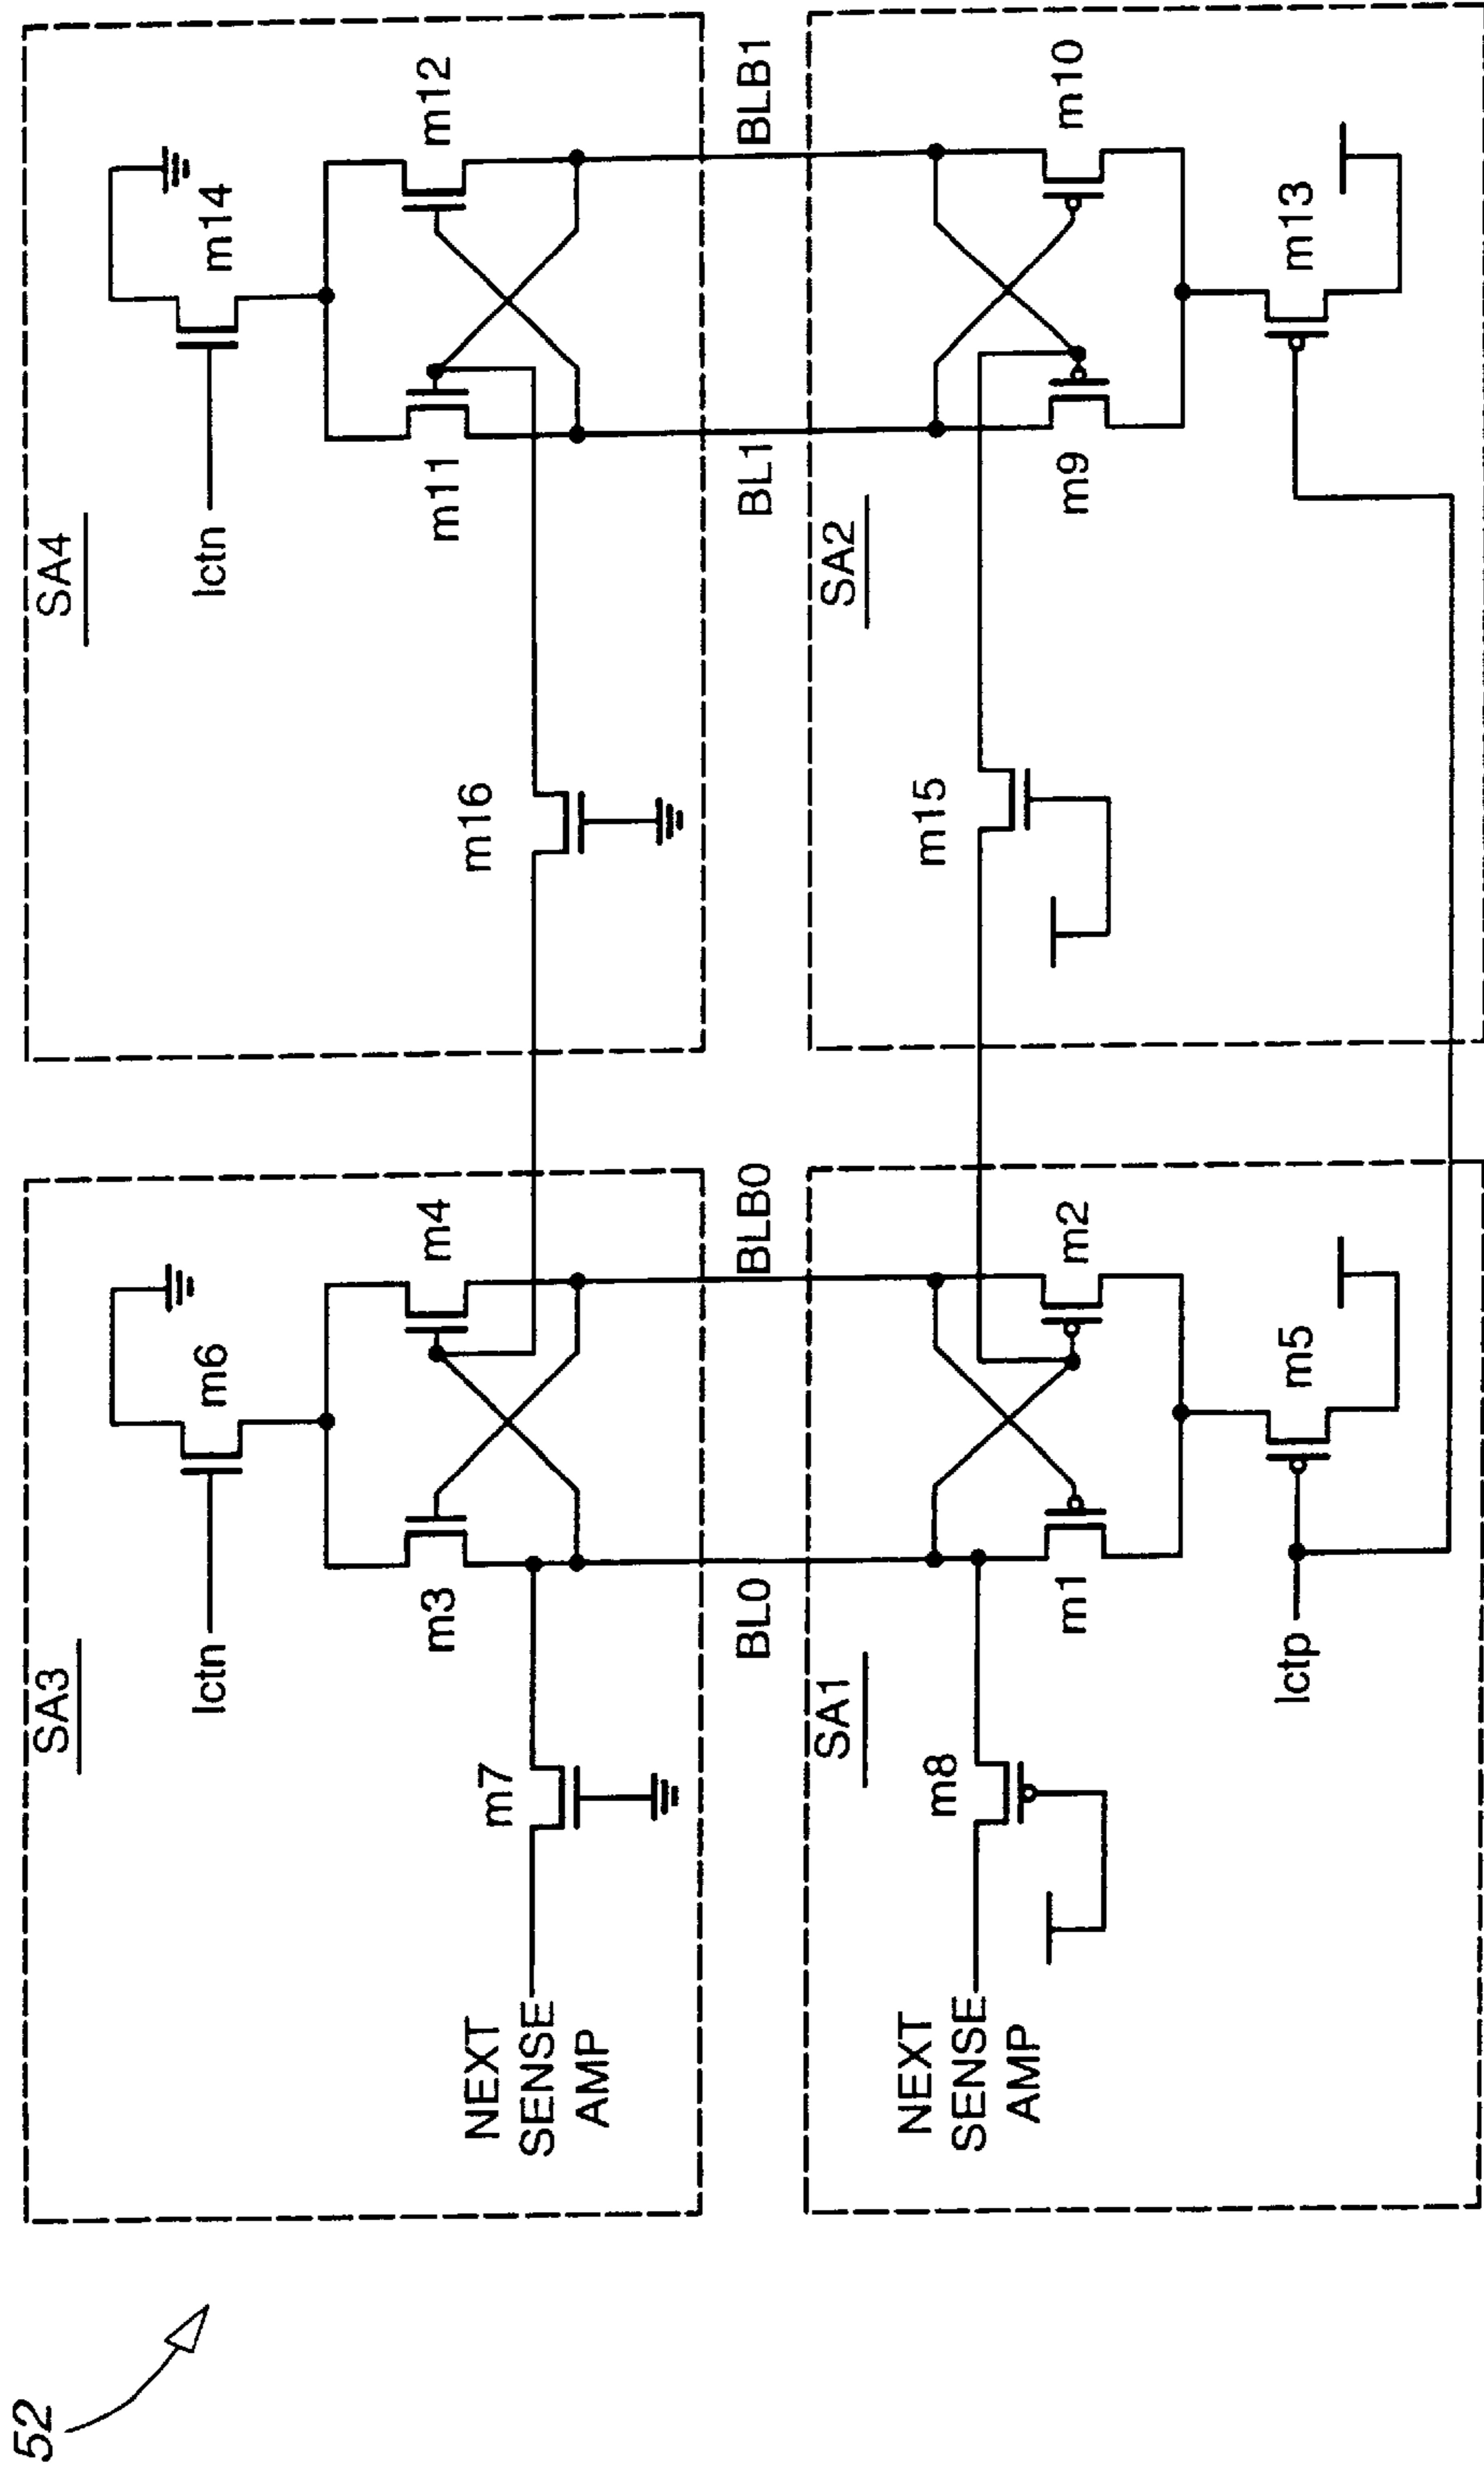 52
SA3
SA4
lctn
m6
lctn
m14
m3
m4
m11
m12
m7
m16
NEXT
SENSE
AMP
BL0
BLB0
BL1
BLB1
SA1
SA2
m8
m15
NEXT
SENSE
AMP
m1
m2
m9
m10
lctp
m5
m13